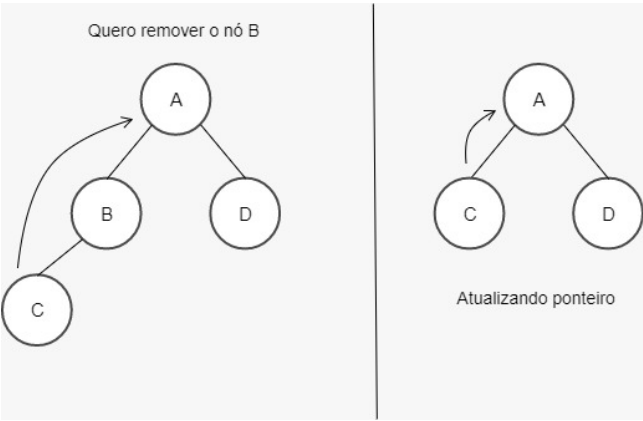 Quero remover o nó B
A
B
D
C
A
C
D
Atualizando ponteiro